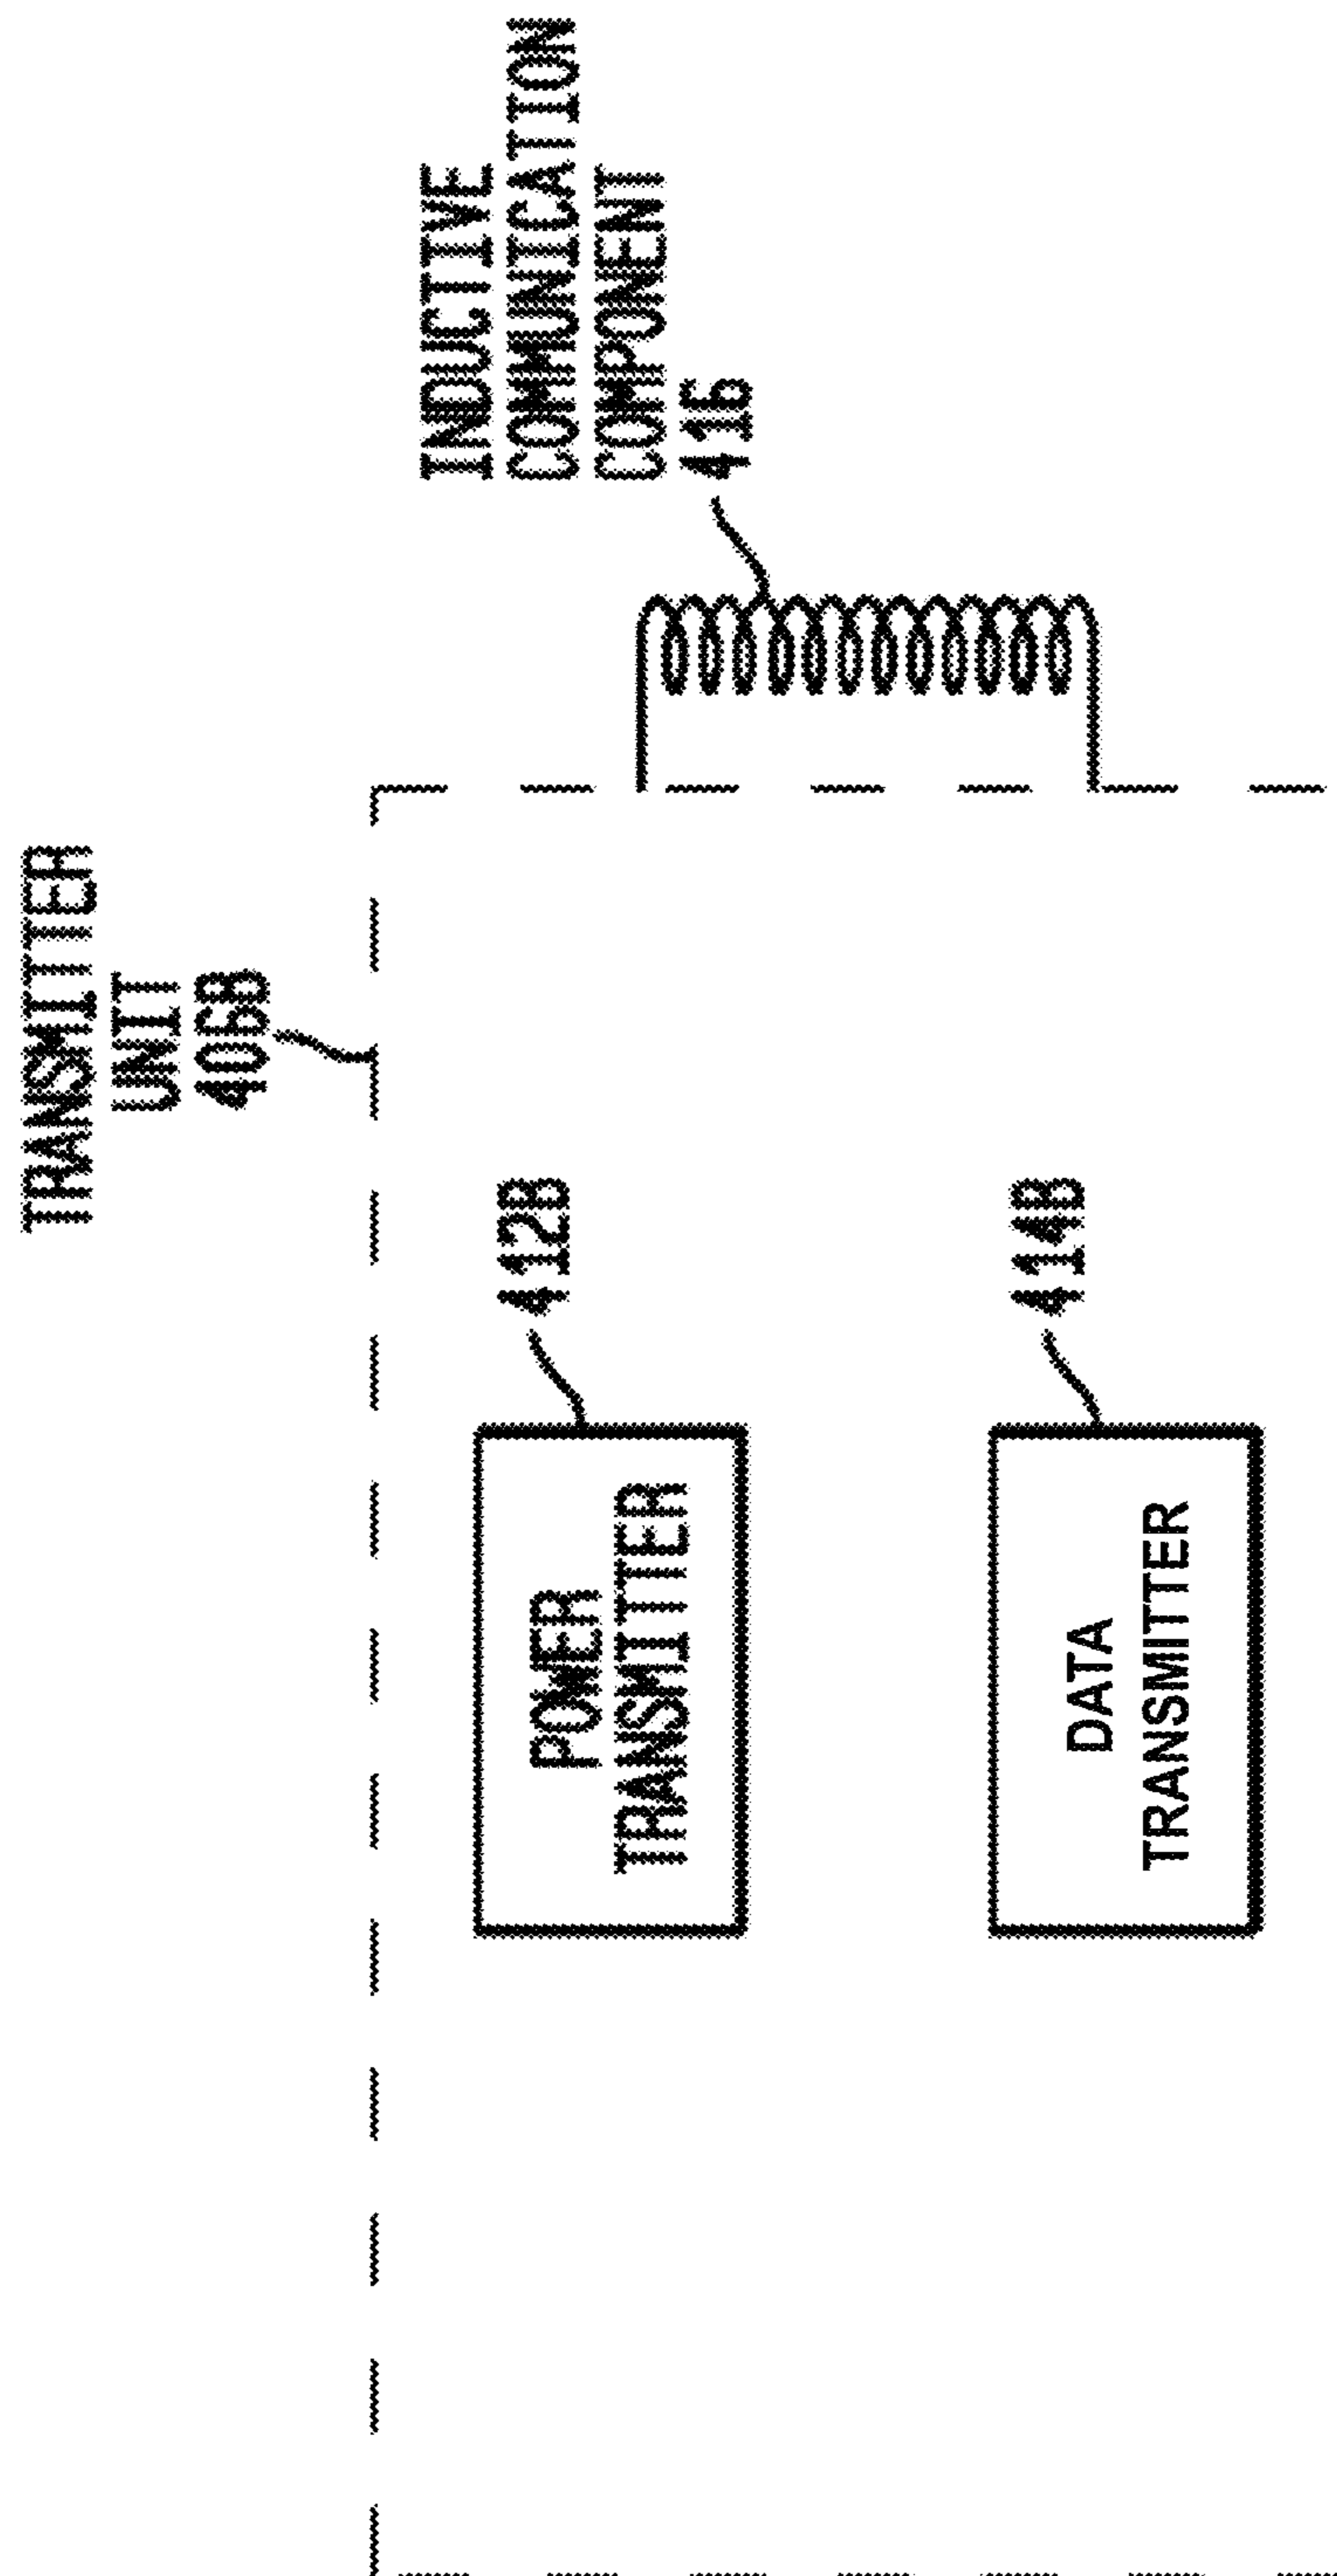 TRANSMITTER
UNIT
406B
INDUCTIVE
COMMUNICATION
COMPONENT
416
412B
POWER
TRANSMITTER
414B
DATA
TRANSMITTER